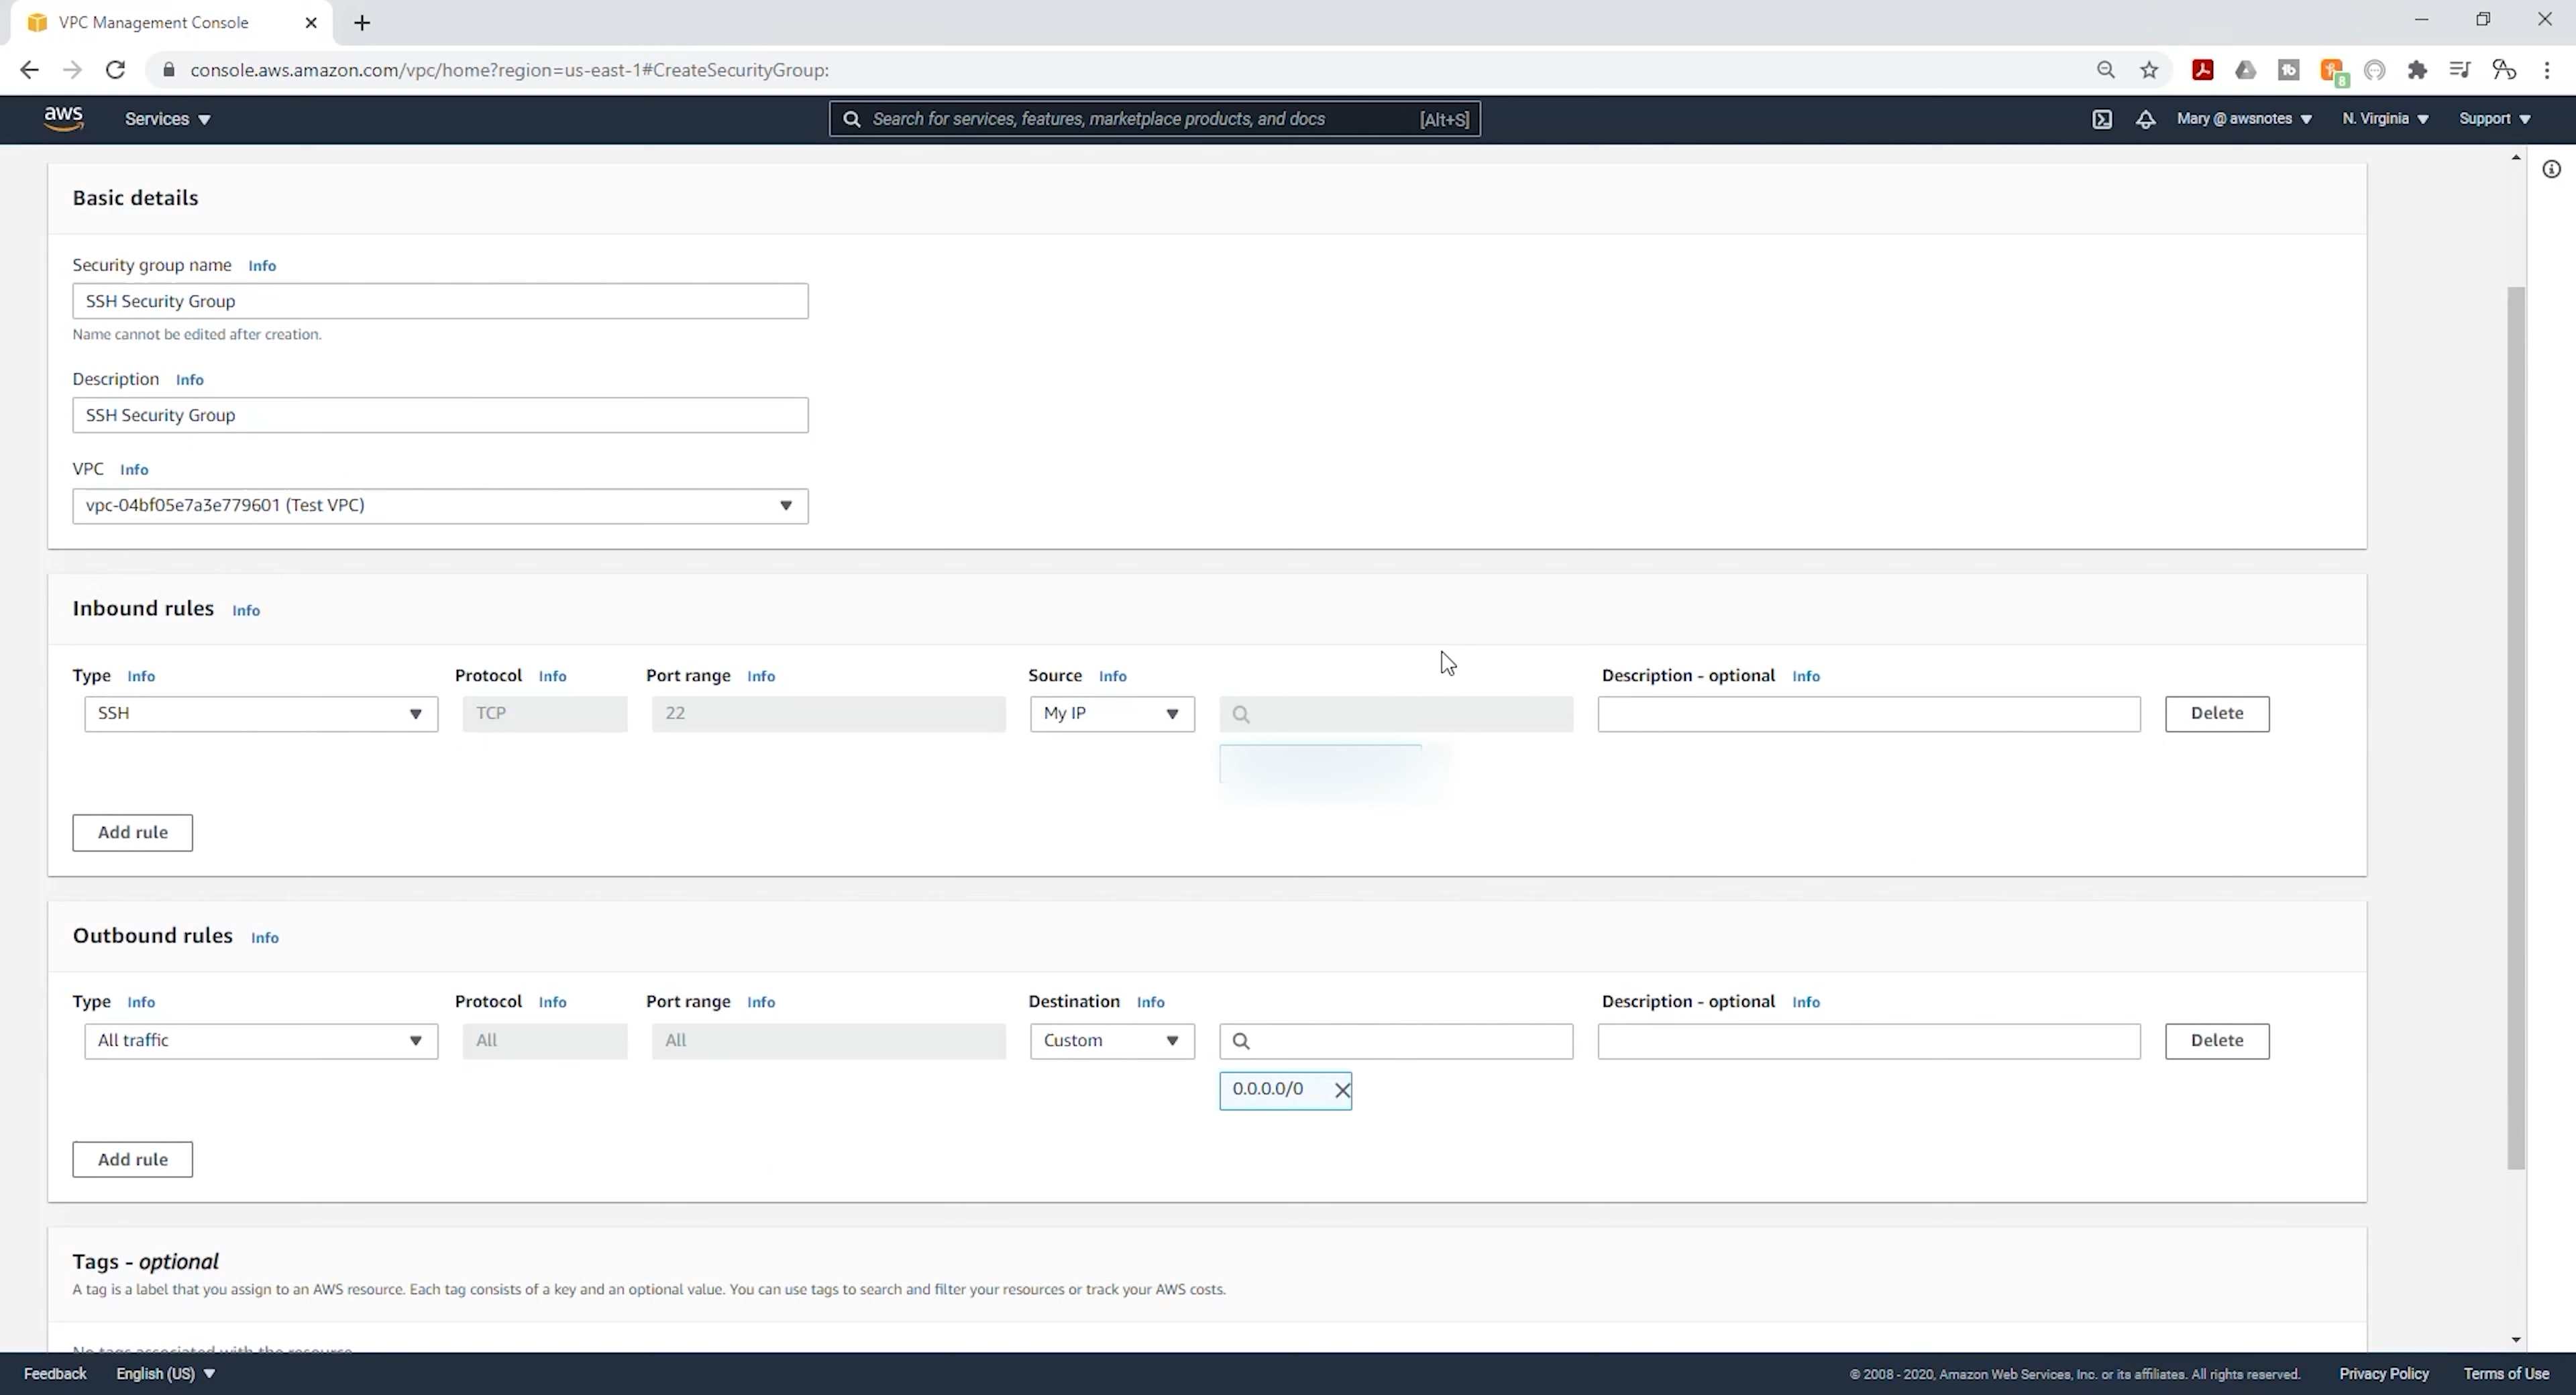 VPC Management Console
console.aws.amazon.com/vpc/home?region=us-east-1#CreateSecurityGroup:
aws Services Search for services, features, marketplace products, and docs [Alt+S] Mary @ awsnotes N. Virginia Support
Basic details
Security group name Info
SSH Security Group
Name cannot be edited after creation.
Description Info
SSH Security Group
VPC Info
vpc-04bf05e7a3e779601 (Test VPC)
Inbound rules Info
Type Info Protocol Info Port range Info Source Info Description - optional Info
SSH TCP 22 My IP Delete
Add rule
Outbound rules Info
Type Info Protocol Info Port range Info Destination Info Description - optional Info
All traffic All All Custom Delete
0.0.0.0/0
Add rule
Tags - optional
A tag is a label that you assign to an AWS resource. Each tag consists of a key and an optional value. You can use tags to search and filter your resources or track your AWS costs.
No tags associated with the resource
Feedback English (US) © 2008 - 2020, Amazon Web Services, Inc. or its affiliates. All rights reserved. Privacy Policy Terms of Use